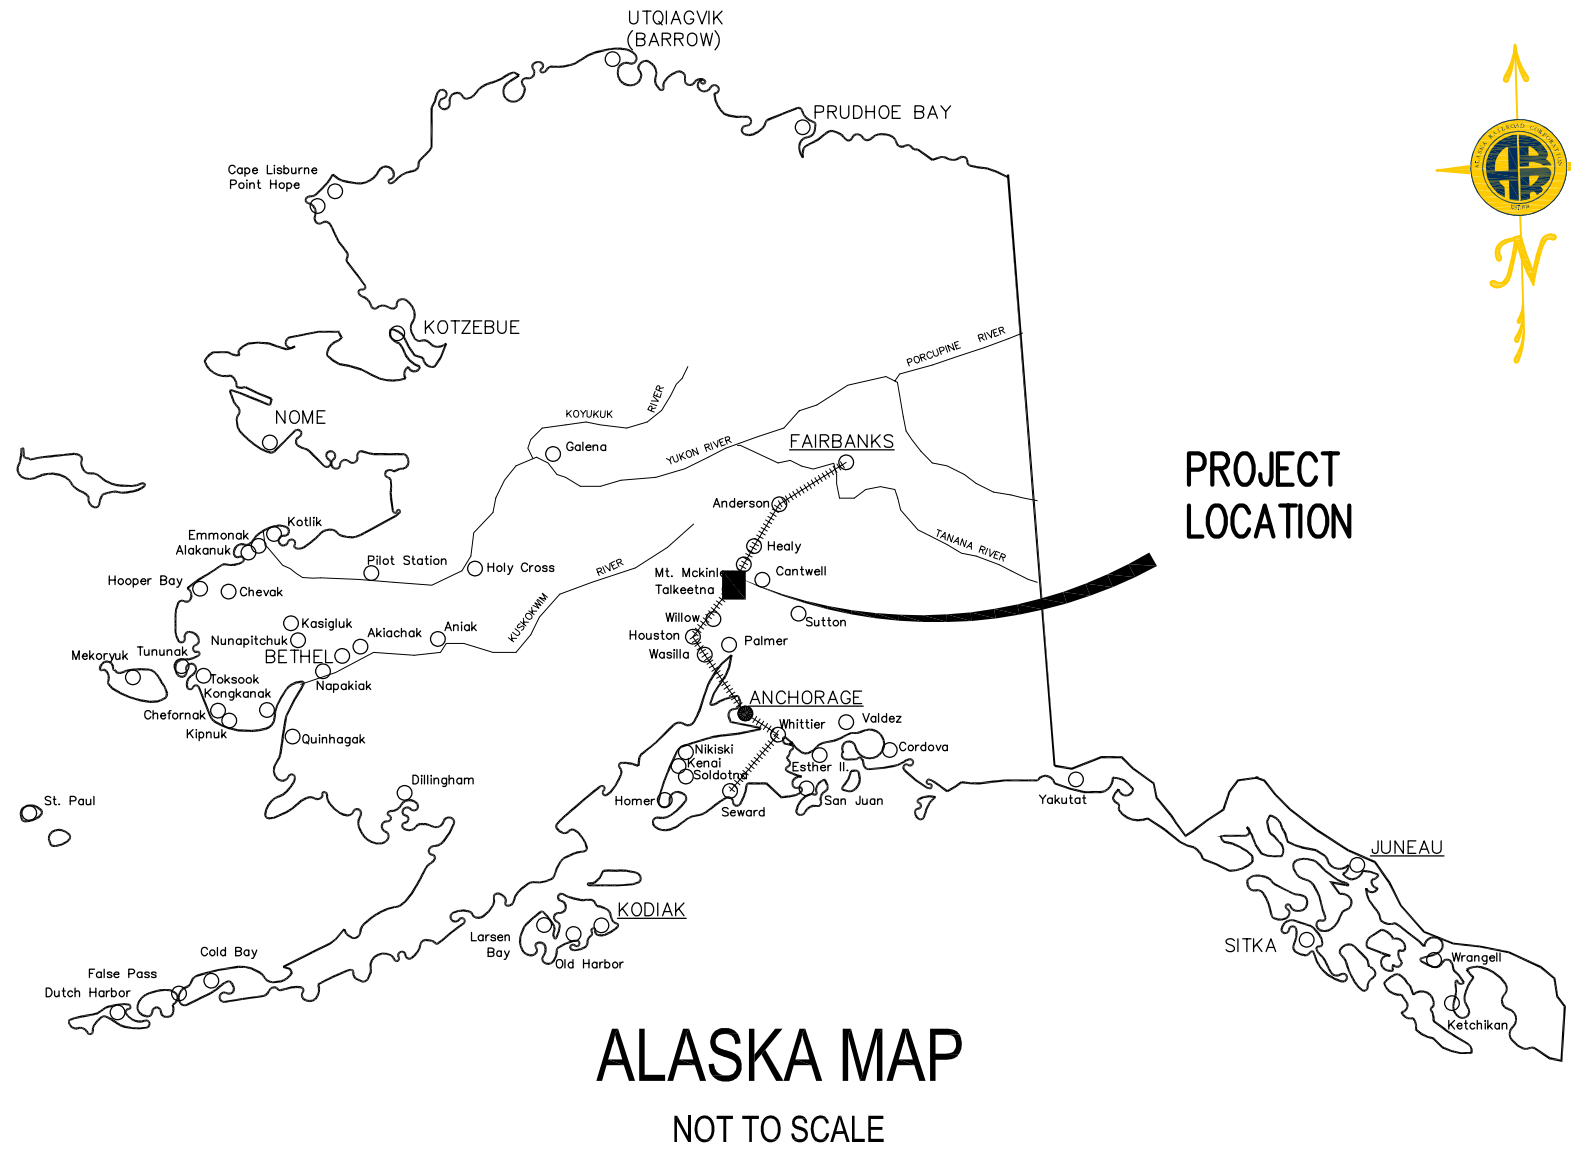 UTQIAGVIK
(BARROW)
PRUDHOE BAY
ALASKA RAILROAD CORPORATION
Cape Lisburne
Point Hope
N
KOTZEBUE
PORCUPINE RIVER
KOYUKUK RIVER
NOME
Galena
YUKON RIVER
FAIRBANKS
PROJECT
LOCATION
Anderson
Kotlik
Emmonak
Alakanuk
Healy
TANANA RIVER
Pilot Station
Holy Cross
RIVER
Hooper Bay
Chevak
Mt. Mckinle
Cantwell
Talkeetna
KUSKOKWIM
Kasigluk
Willow
Sutton
Nunapitchuk
Akiachak
Aniak
Houston
Palmer
Mekoryuk
Tununak
BETHEL
Wasilla
Toksook
Napakiak
Kongkanak
ANCHORAGE
Chefornak
Kipnuk
Whittier
Valdez
Quinhagak
Nikiski
Cordova
Kenai
Esther II.
Soldotna
Dillingham
St. Paul
Homer
San Juan
Yakutat
Seward
JUNEAU
KODIAK
Larsen
Bay
Old Harbor
SITKA
Cold Bay
Wrangell
False Pass
Dutch Harbor
Ketchikan
ALASKA MAP
NOT TO SCALE